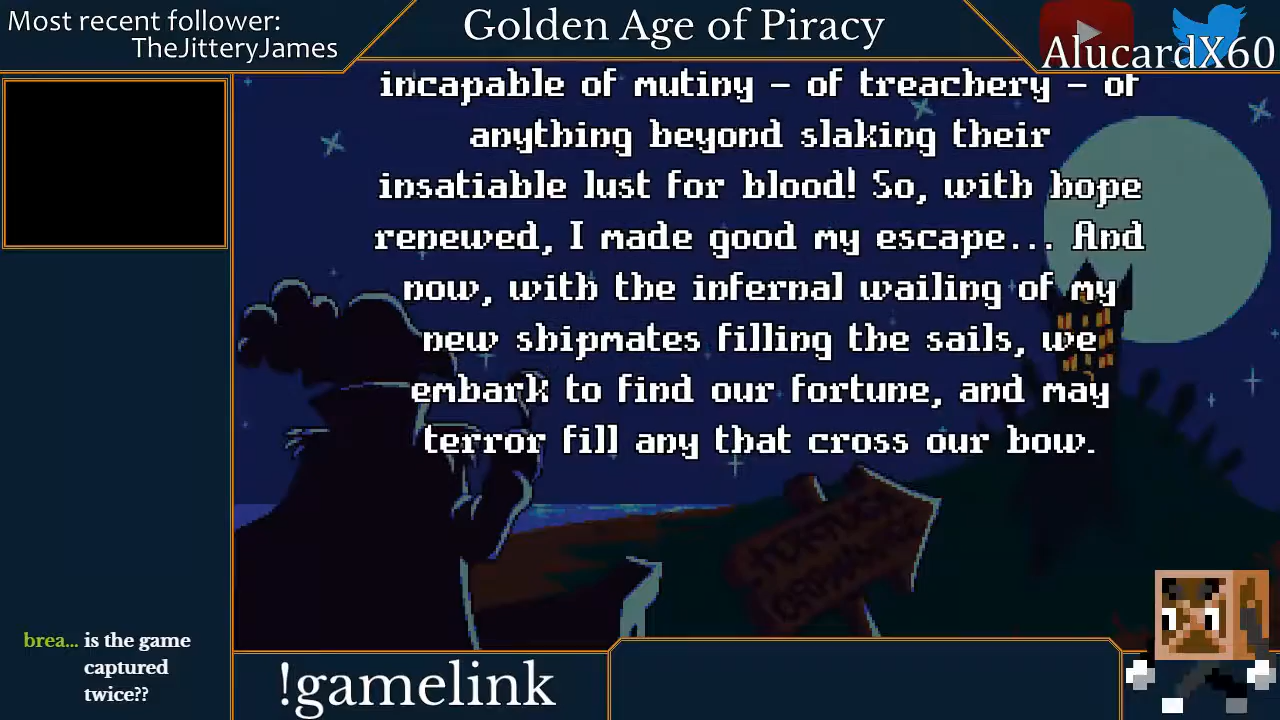 Most recent follower:
TheJitteryJames
Golden Age of Piracy
AlucardX60
incapable of mutiny - of treachery - of
anything beyond slaking their
insatiable lust for blood! So, with hope
renewed, I made good my escape... And
now, with the infernal wailing of my
new shipmates filling the sails, we
embark to find our fortune, and may
terror fill any that cross our bow.
brea... is the game
captured
twice??
!gamelink